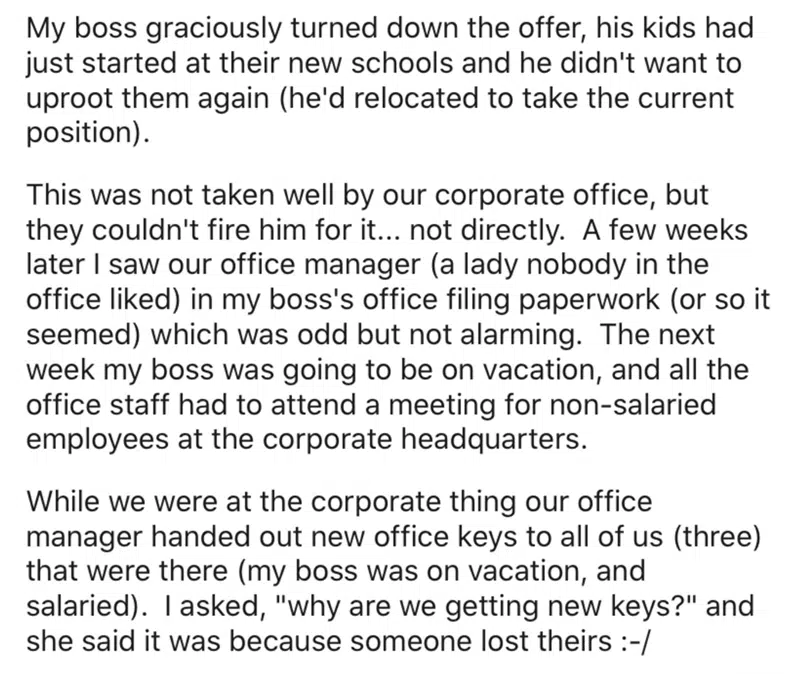 My boss graciously turned down the offer, his kids had
just started at their new schools and he didn't want to
uproot them again (he'd relocated to take the current
position).
This was not taken well by our corporate office, but
they couldn't fire him for it... not directly.  A few weeks
later I saw our office manager (a lady nobody in the
office liked) in my boss's office filing paperwork (or so it
seemed) which was odd but not alarming.  The next
week my boss was going to be on vacation, and all the
office staff had to attend a meeting for non-salaried
employees at the corporate headquarters.
While we were at the corporate thing our office
manager handed out new office keys to all of us (three)
that were there (my boss was on vacation, and
salaried).  I asked, "why are we getting new keys?" and
she said it was because someone lost theirs :-/